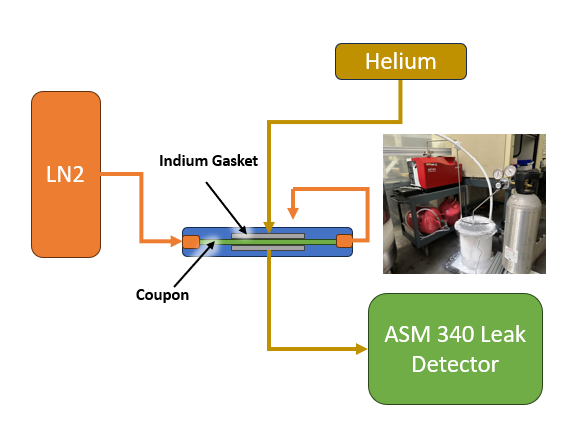 Helium
LN2
Indium Gasket
Coupon
ASM 340 Leak
Detector